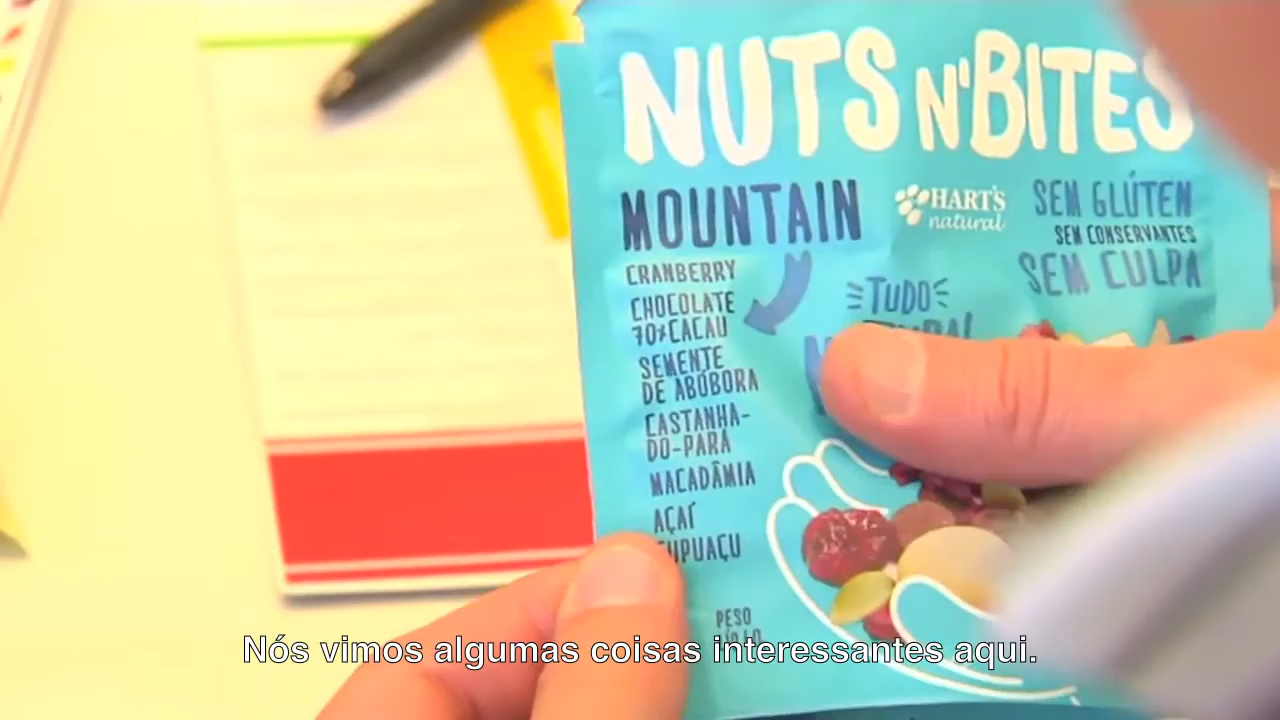 NUTS N'BITES
MOUNTAIN
HART'S
natural
SEM GLÚTEN
SEM CONSERVANTES
SEM CULPA
CRANBERRY
CHOCOLATE
70% CACAU
SEMENTE
DE ABÓBORA
CASTANHA-
DO-PARÁ
MACADÂMIA
AÇAÍ
TUDO
PESO
Nós vimos algumas coisas interessantes aqui.